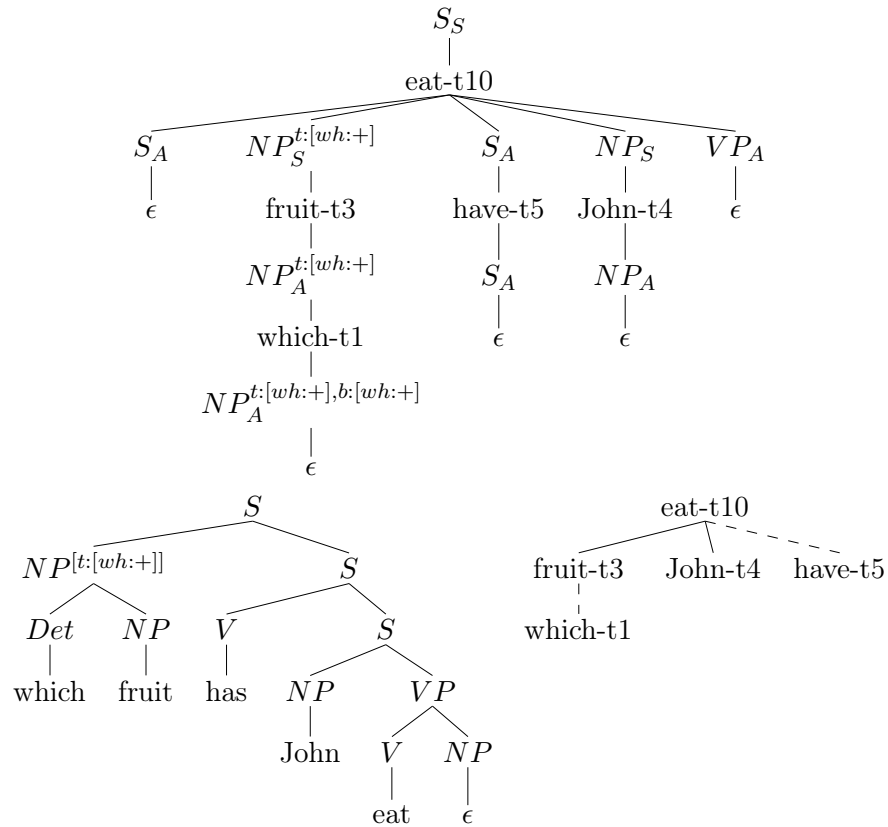 S_S
eat-t10
S_A NP_S^{t:[wh:+]} S_A NP_S VP_A
ϵ fruit-t3 have-t5 John-t4 ϵ
NP_A^{t:[wh:+]} S_A NP_A
which-t1 ϵ ϵ
NP_A^{t:[wh:+],b:[wh:+]}
ϵ
S eat-t10
NP^{[t:[wh:+]]} S fruit-t3 John-t4 have-t5
Det NP V S which-t1
which fruit has NP VP
John V NP
eat ϵ